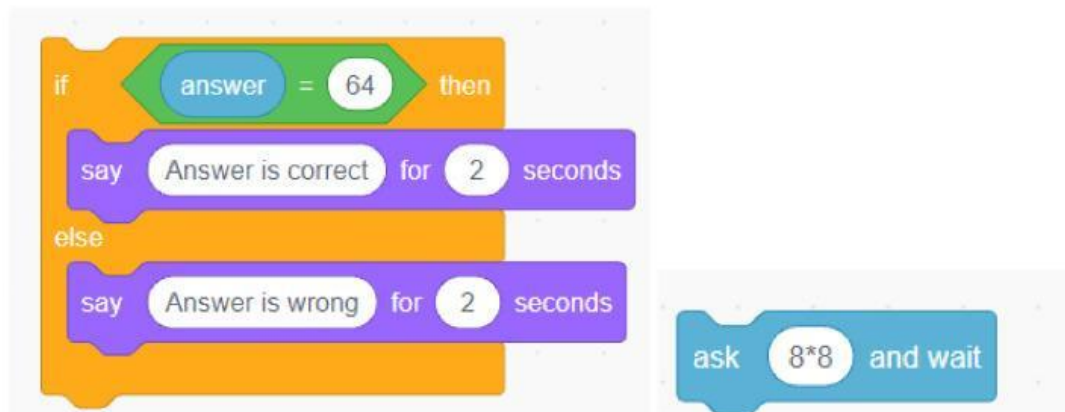 if answer = 64 then
say Answer is correct for 2 seconds
else
say Answer is wrong for 2 seconds
ask 8*8 and wait